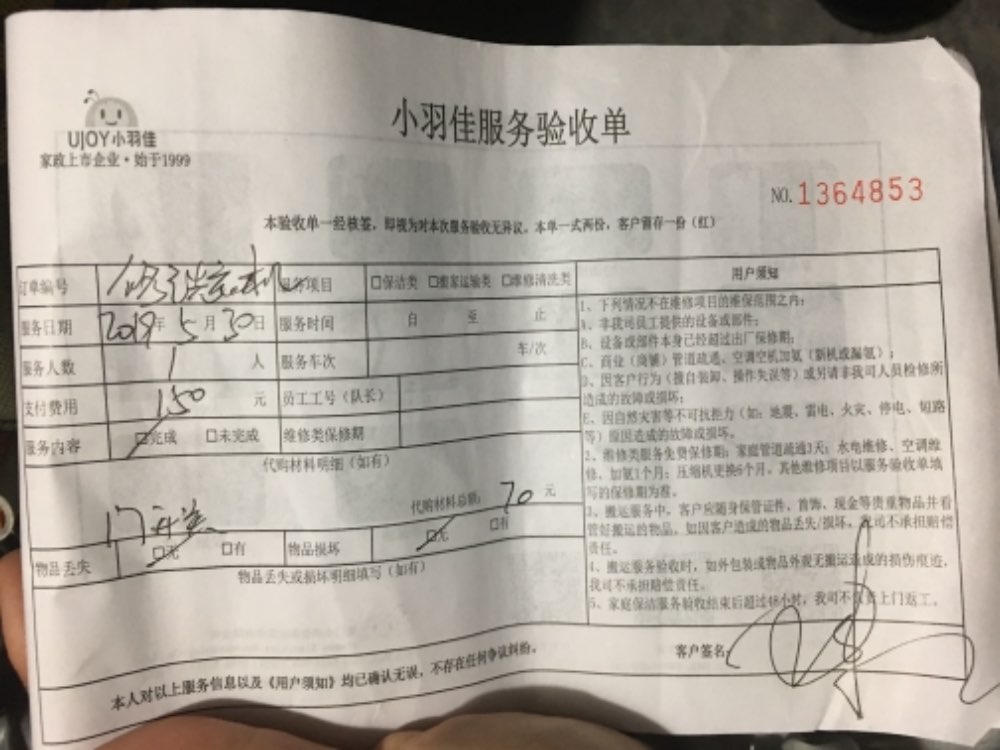 UJOY小羽佳
家政上市企业·始于1999
小羽佳服务验收单
NO. 1364853
本验收单一经核签，即视为对本次服务验收无异议。本单一式两份，客户留存一份（红）
订单编号 修洗衣机 服务项目 □保洁类 □搬家运输类 □维修清洗类
服务日期 2019年5月30日 服务时间 自 至 止
服务人数 1 人 服务车次 车/次
支付费用 150 元 员工工号（队长）
服务内容 □完成 □未完成 维修类保修期
代购材料明细（如有）
代购材料总额： 70 元
17开关
物品丢失 □无 □有 物品损坏 □无 □有
物品丢失或损坏明细填写（如有）
用户须知
1、下列情况不在维修项目的维保范围之内：
A、非我司员工提供的设备或部件；
B、设备或部件本身已经超过出厂保修期；
C、商业（商铺）管道疏通、空调空机加氨（新机或漏氨）；
D、因客户行为（擅自装卸、操作失误等）或另请非我司人员检修所
造成的故障或损坏；
E、因自然灾害等不可抗拒力（如：地震、雷电、火灾、停电、短路
等）原因造成的故障或损坏。
2、维修类服务免费保修期：家庭管道疏通3天；水电维修、空调维
修、加氨1个月；压缩机更换6个月。其他维修项目以服务验收单填
写的保修期为准。
3、搬运服务中，客户应随身保管证件、首饰、现金等贵重物品并看
管好搬运的物品，如因客户造成的物品丢失/损坏，我司不承担赔偿
责任。
4、搬运服务验收时，如外包装或物品外观无搬运造成的损伤痕迹，
我司不承担赔偿责任。
5、家庭保洁服务验收结束后超过48小时，我司不负责上门返工。
客户签名
本人对以上服务信息以及《用户须知》均已确认无误，不存在任何争议纠纷。